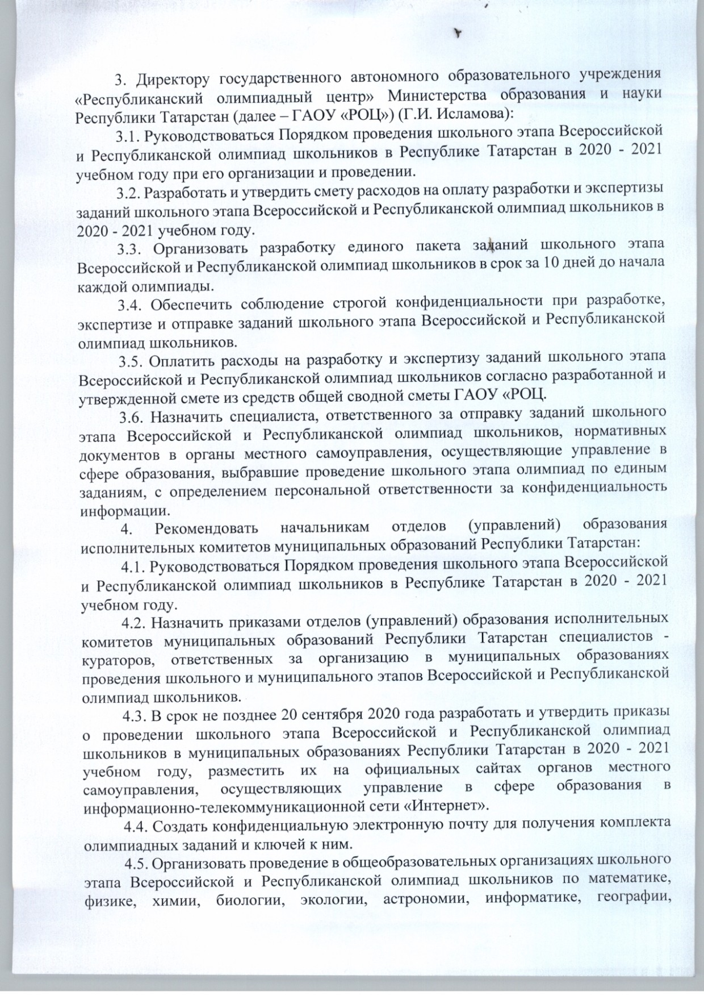 3. Директору государственного автономного образовательного учреждения
«Республиканский олимпиадный центр» Министерства образования и науки
Республики Татарстан (далее – ГАОУ «РОЦ») (Г.И. Исламова):
3.1. Руководствоваться Порядком проведения школьного этапа Всероссийской
и Республиканской олимпиад школьников в Республике Татарстан в 2020 - 2021
учебном году при его организации и проведении.
3.2. Разработать и утвердить смету расходов на оплату разработки и экспертизы
заданий школьного этапа Всероссийской и Республиканской олимпиад школьников в
2020 - 2021 учебном году.
3.3. Организовать разработку единого пакета заданий школьного этапа
Всероссийской и Республиканской олимпиад школьников в срок за 10 дней до начала
каждой олимпиады.
3.4. Обеспечить соблюдение строгой конфиденциальности при разработке,
экспертизе и отправке заданий школьного этапа Всероссийской и Республиканской
олимпиад школьников.
3.5. Оплатить расходы на разработку и экспертизу заданий школьного этапа
Всероссийской и Республиканской олимпиад школьников согласно разработанной и
утвержденной смете из средств общей сводной сметы ГАОУ «РОЦ.
3.6. Назначить специалиста, ответственного за отправку заданий школьного
этапа Всероссийской и Республиканской олимпиад школьников, нормативных
документов в органы местного самоуправления, осуществляющие управление в
сфере образования, выбравшие проведение школьного этапа олимпиад по единым
заданиям, с определением персональной ответственности за конфиденциальность
информации.
4. Рекомендовать начальникам отделов (управлений) образования
исполнительных комитетов муниципальных образований Республики Татарстан:
4.1. Руководствоваться Порядком проведения школьного этапа Всероссийской
и Республиканской олимпиад школьников в Республике Татарстан в 2020 - 2021
учебном году.
4.2. Назначить приказами отделов (управлений) образования исполнительных
комитетов муниципальных образований Республики Татарстан специалистов -
кураторов, ответственных за организацию в муниципальных образованиях
проведения школьного и муниципального этапов Всероссийской и Республиканской
олимпиад школьников.
4.3. В срок не позднее 20 сентября 2020 года разработать и утвердить приказы
о проведении школьного этапа Всероссийской и Республиканской олимпиад
школьников в муниципальных образованиях Республики Татарстан в 2020 - 2021
учебном году, разместить их на официальных сайтах органов местного
самоуправления, осуществляющих управление в сфере образования в
информационно-телекоммуникационной сети «Интернет».
4.4. Создать конфиденциальную электронную почту для получения комплекта
олимпиадных заданий и ключей к ним.
4.5. Организовать проведение в общеобразовательных организациях школьного
этапа Всероссийской и Республиканской олимпиад школьников по математике,
физике, химии, биологии, экологии, астрономии, информатике, географии,